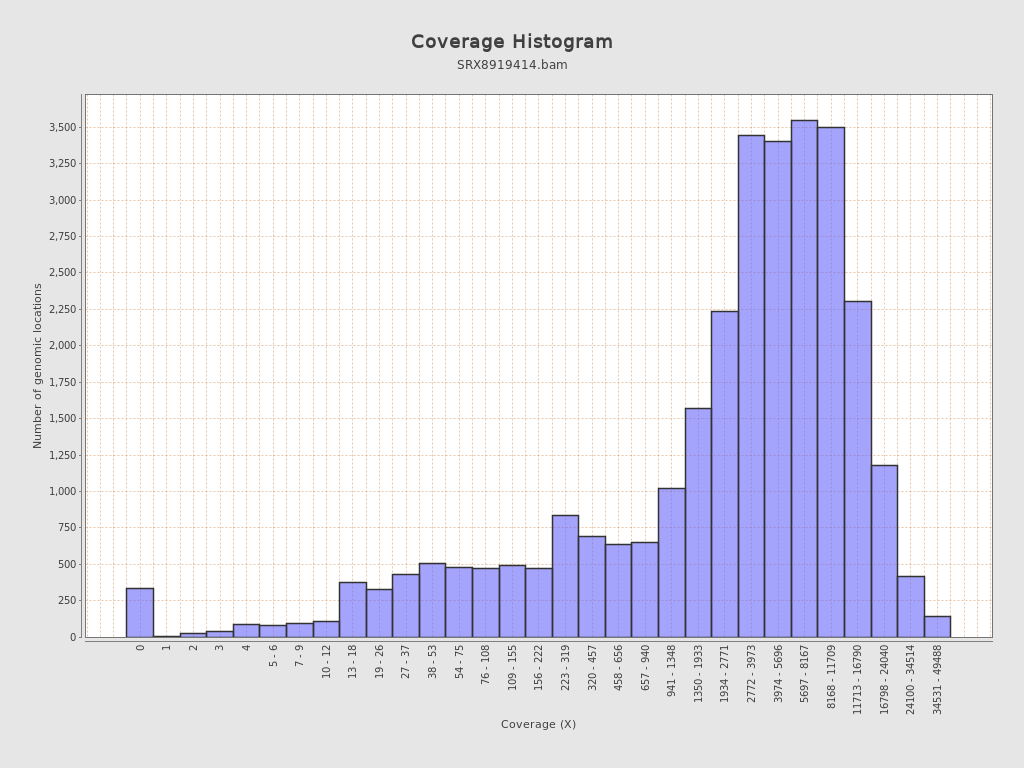 Coverage Histogram
SRX8919414.bam
Number of genomic locations
3,500
3,250
3,000
2,750
2,500
2,250
2,000
1,750
1,500
1,250
1,000
750
500
250
0
0
1
2
3
4
5 - 6
7 - 9
10 - 12
13 - 18
19 - 26
27 - 37
38 - 53
54 - 75
76 - 108
109 - 155
156 - 222
223 - 319
320 - 457
458 - 656
657 - 940
941 - 1348
1350 - 1933
1934 - 2771
2772 - 3973
3974 - 5696
5697 - 8167
8168 - 11709
11713 - 16790
16798 - 24040
24100 - 34514
34531 - 49488
Coverage (X)